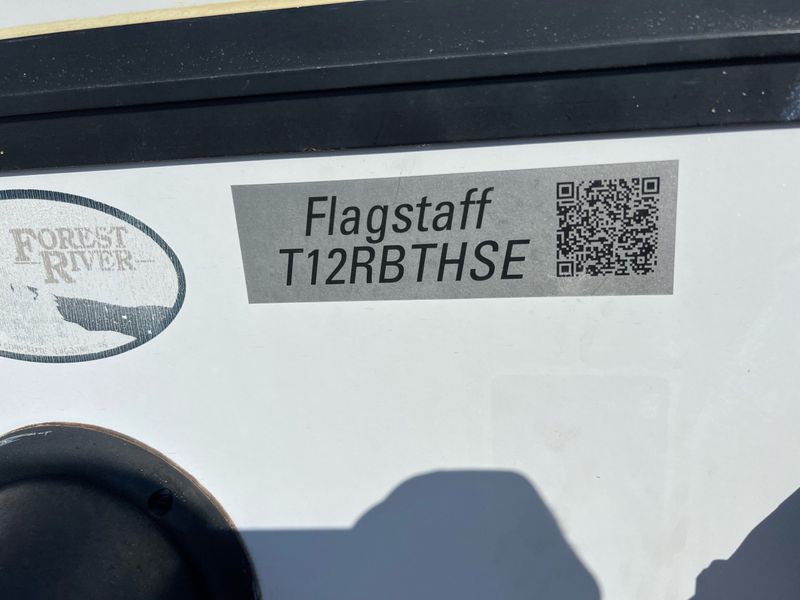 Flagstaff
T12RBTHSE
FOREST
RIVER